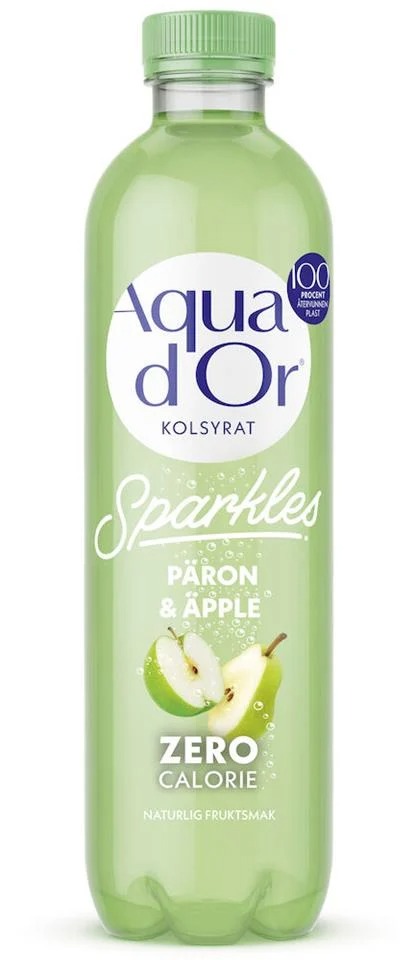 Aqua
d'Or®
KOLSYRAT
100
PROCENT
ÅTERVUNNEN
PLAST
Sparkles
PÄRON
& ÄPPLE
ZERO
CALORIE
NATURLIG FRUKTSMAK